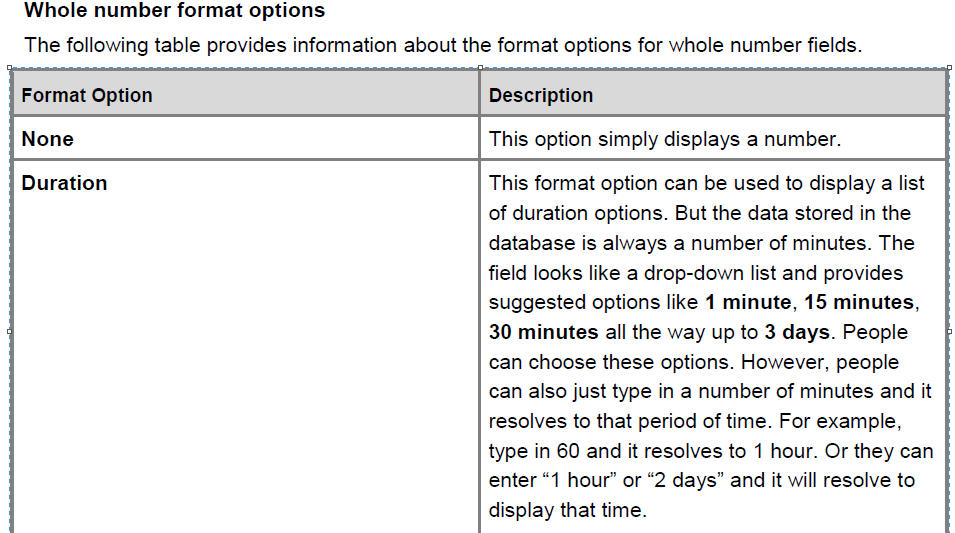 Whole number format options
The following table provides information about the format options for whole number fields.
Format Option
Description
None
This option simply displays a number.
Duration
This format option can be used to display a list
of duration options. But the data stored in the
database is always a number of minutes. The
field looks like a drop-down list and provides
suggested options like 1 minute, 15 minutes,
30 minutes all the way up to 3 days. People
can choose these options. However, people
can also just type in a number of minutes and it
resolves to that period of time. For example,
type in 60 and it resolves to 1 hour. Or they can
enter “1 hour” or “2 days” and it will resolve to
display that time.